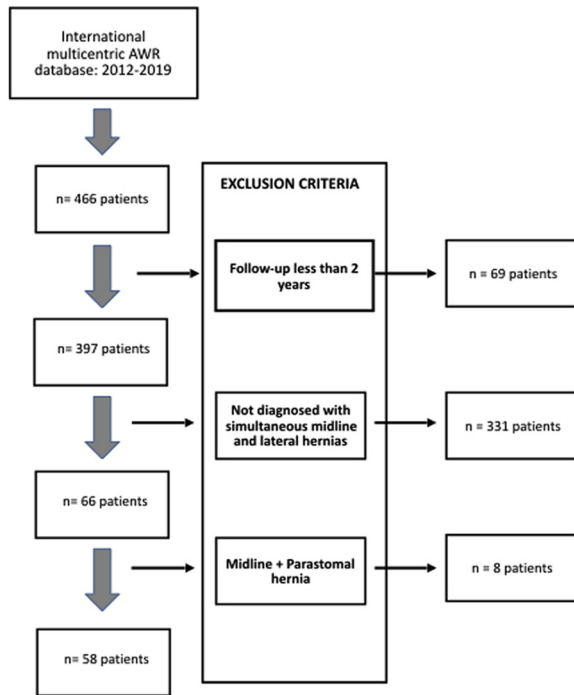 International
multicentric AWR
database: 2012-2019
n= 466 patients
EXCLUSION CRITERIA
Follow-up less than 2
years
n = 69 patients
n= 397 patients
Not diagnosed with
simultaneous midline
and lateral hernias
n = 331 patients
n= 66 patients
Midline + Parastomal
hernia
n = 8 patients
n= 58 patients